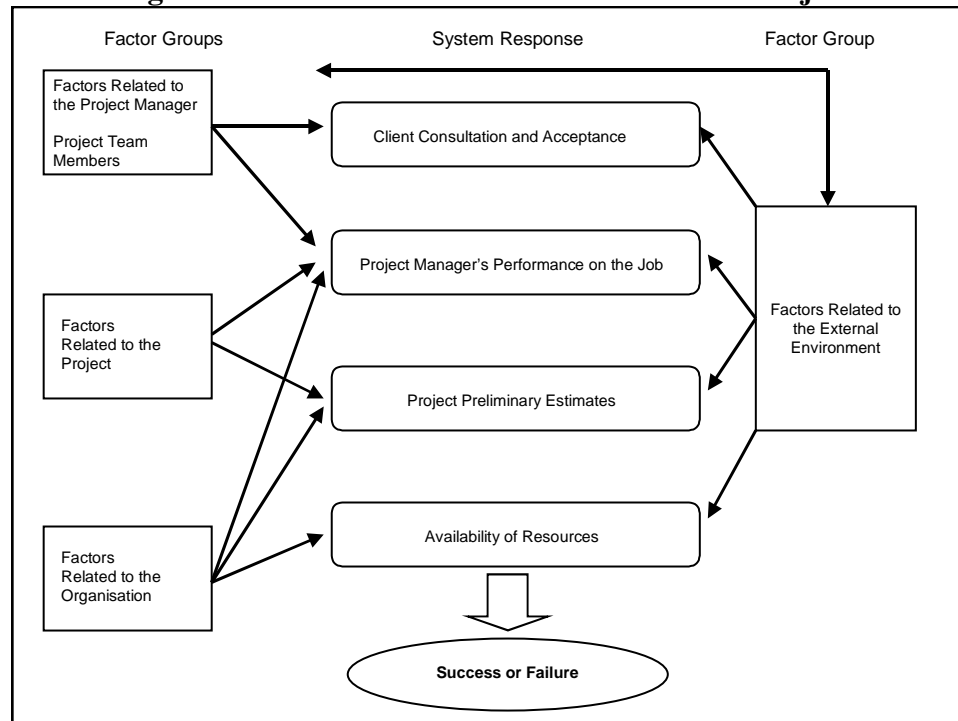 Factor Groups
System Response
Factor Group
Factors Related to
the Project Manager
Project Team
Members
Client Consultation and Acceptance
Project Manager’s Performance on the Job
Factors
Related to the
Project
Factors Related to
the External
Environment
Project Preliminary Estimates
Availability of Resources
Factors
Related to the
Organisation
Success or Failure